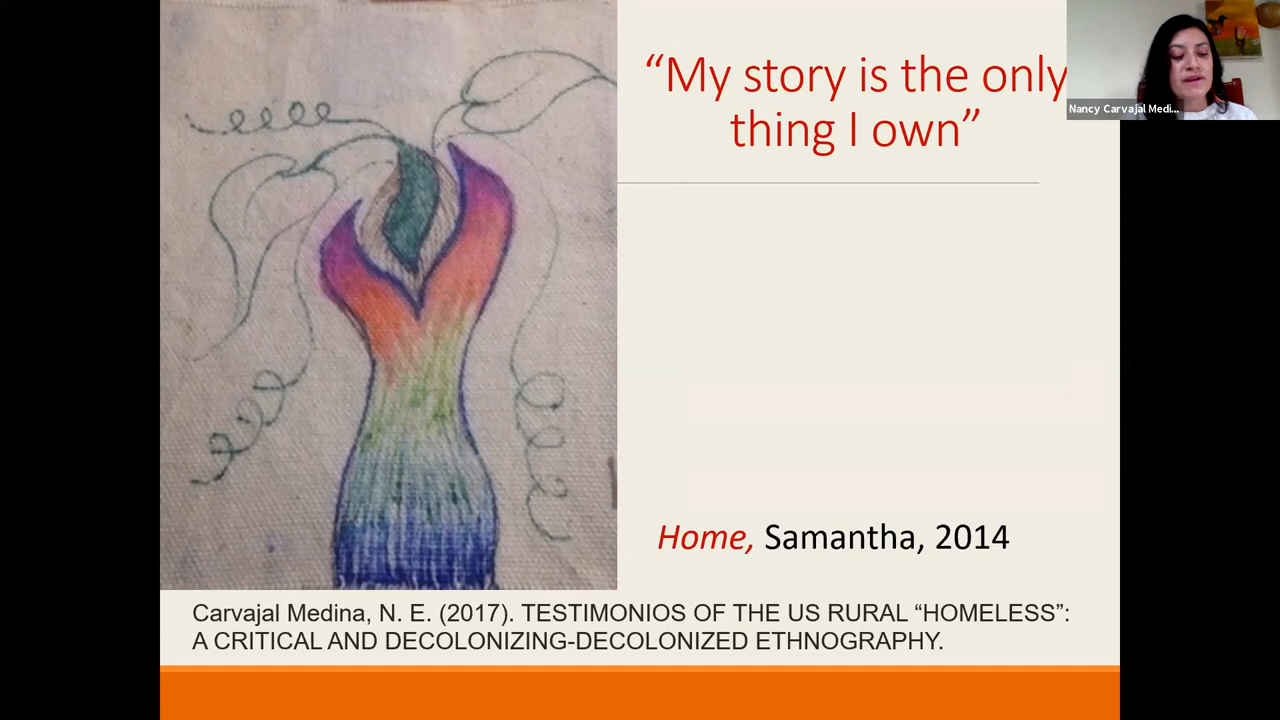 “My story is the only
thing I own”
Nancy Carvajal Medi...
Home, Samantha, 2014
Carvajal Medina, N. E. (2017). TESTIMONIOS OF THE US RURAL “HOMELESS”:
A CRITICAL AND DECOLONIZING-DECOLONIZED ETHNOGRAPHY.